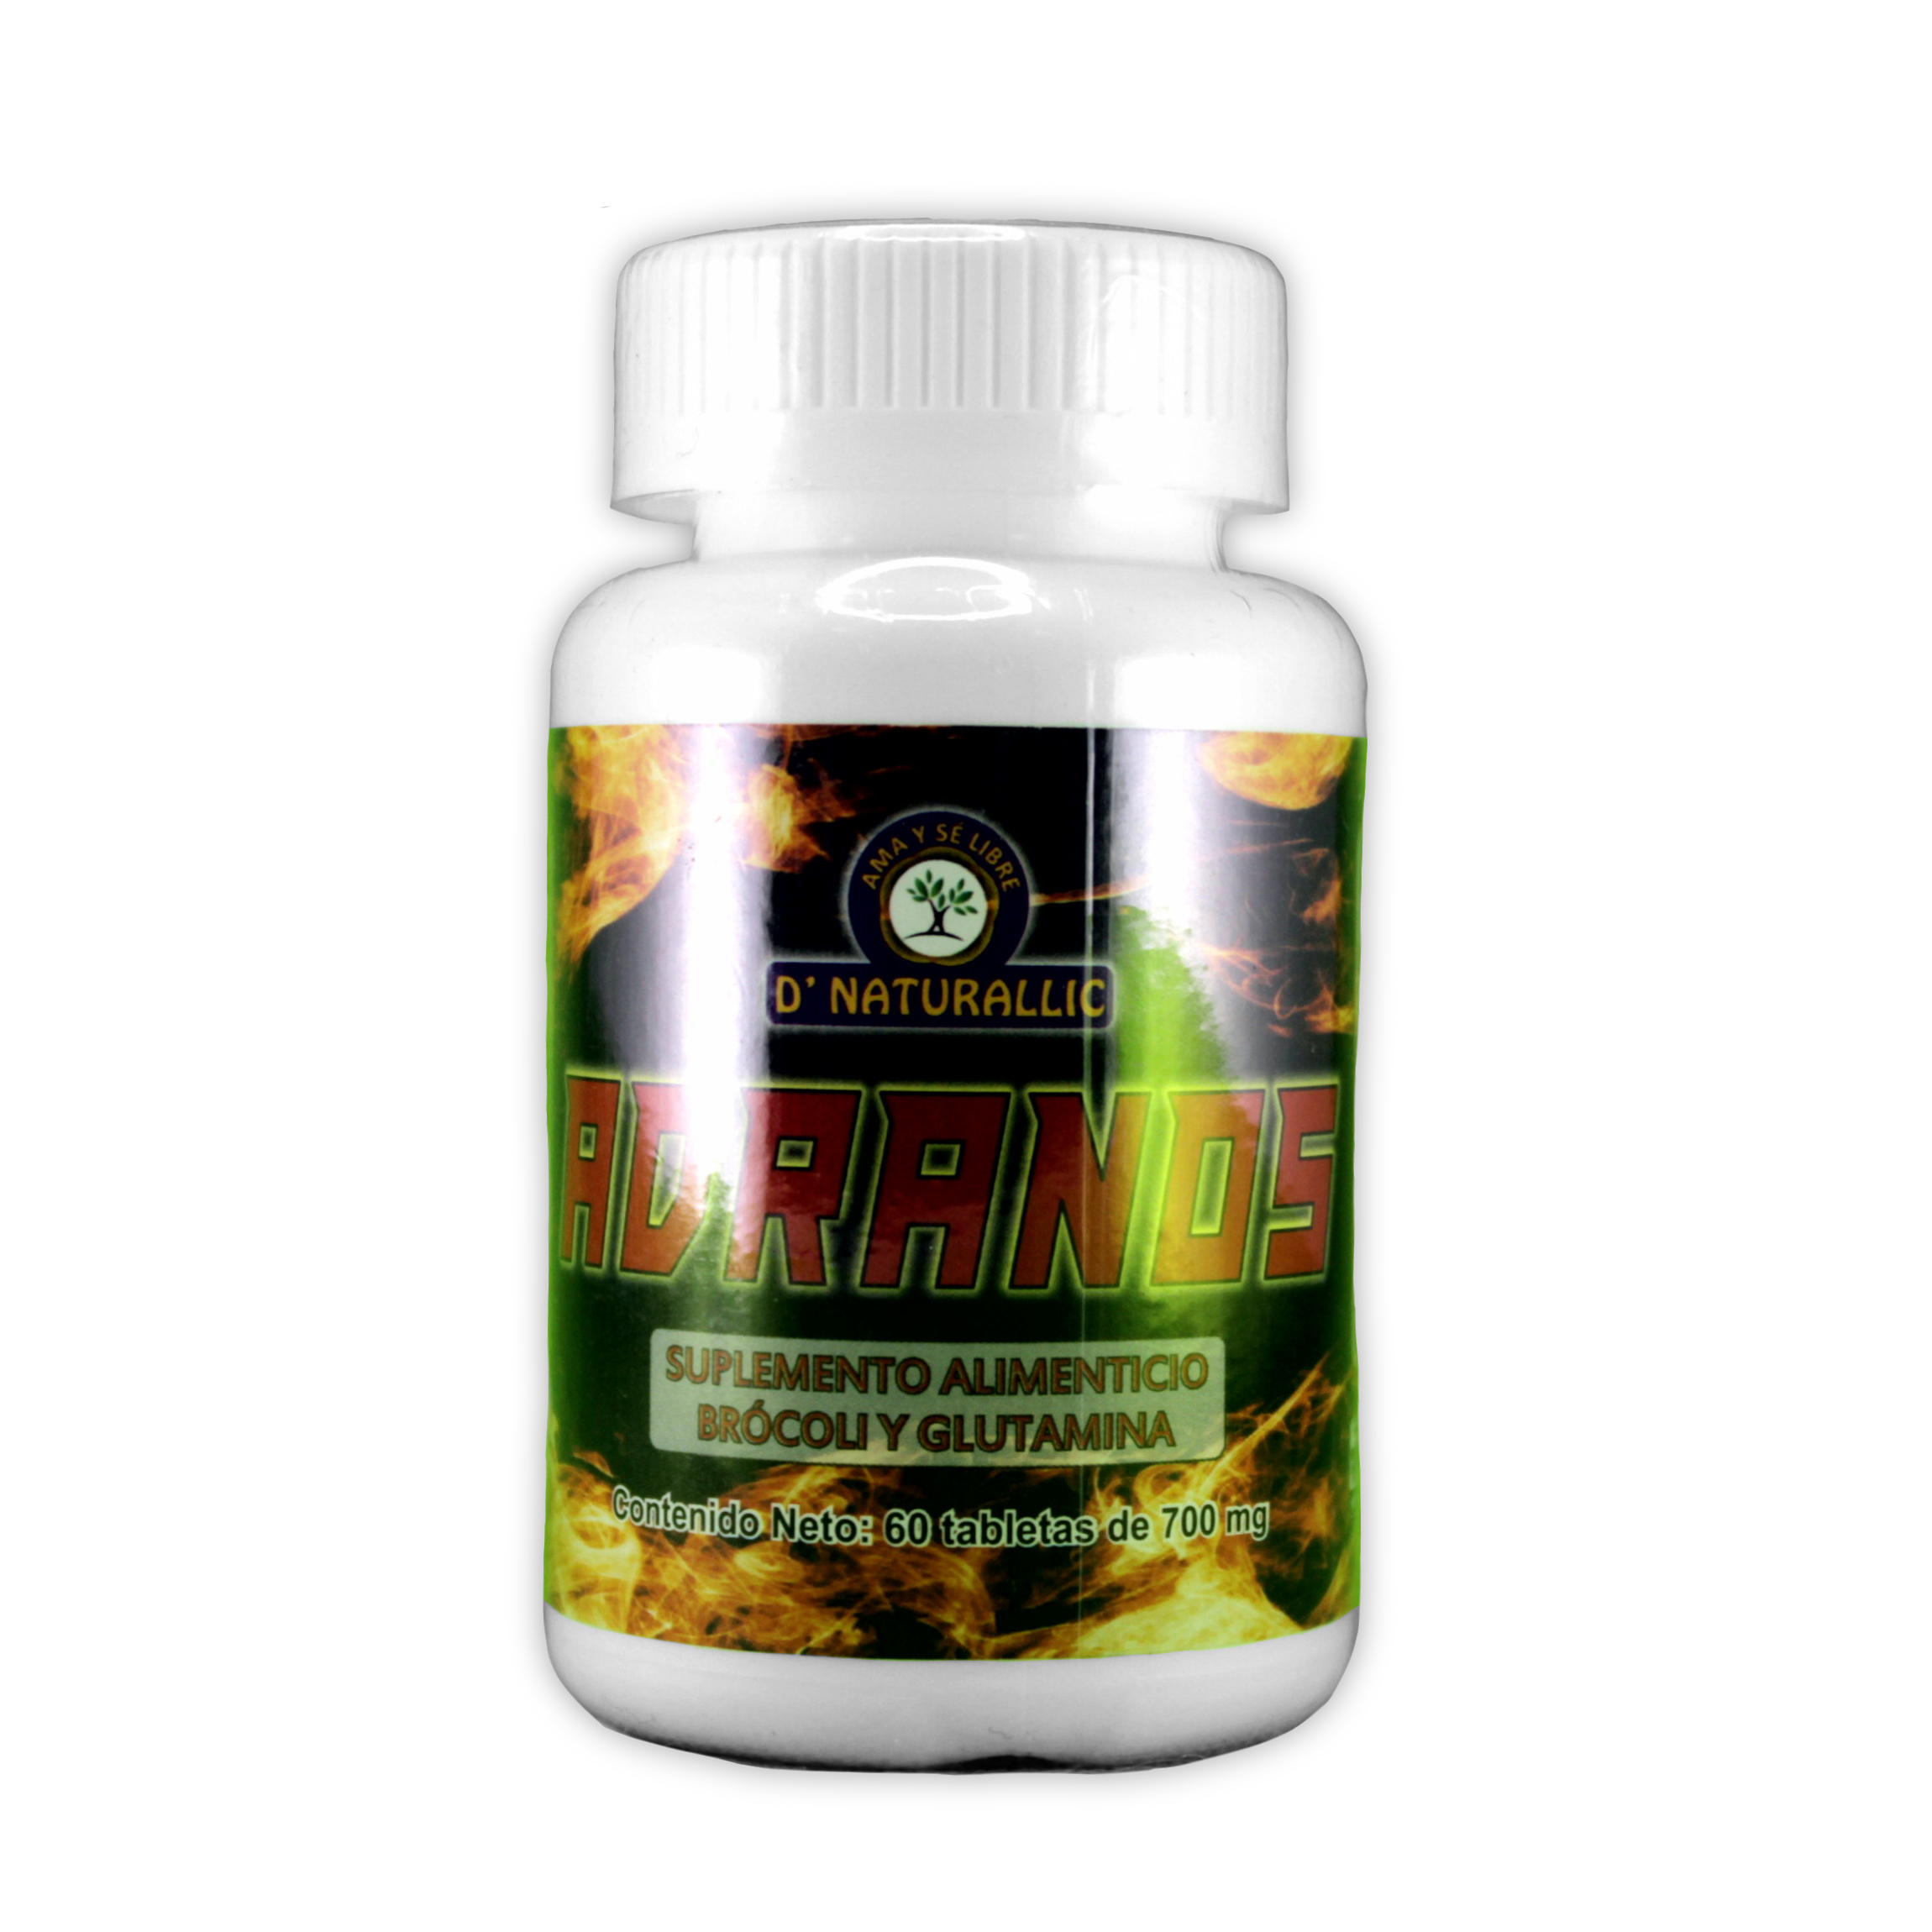 AMA Y SÉ LIBRE
D' NATURALLIC
ADRANOS
SUPLEMENTO ALIMENTICIO
BRÓCOLI Y GLUTAMINA
Contenido Neto: 60 tabletas de 700 mg